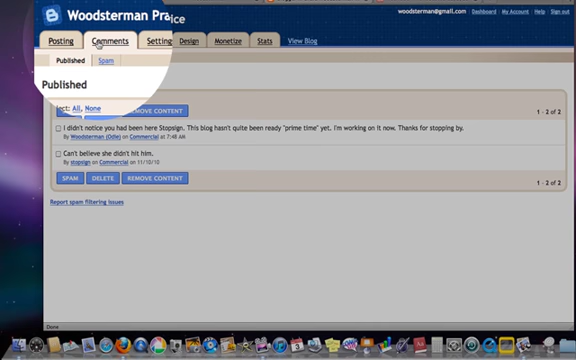 Woodsterman Practice
woodsterman@gmail.com Dashboard My Account Help Sign out
Posting Comments Setting Design Monetize Stats View Blog
Published Spam
Published
ect: All, None
REMOVE CONTENT 1 - 2 of 2
I didn't notice you had been here Stopsign. This blog hasn't quite been ready "prime time" yet. I'm working on it now. Thanks for stopping by.
By Woodsterman (Odie) on Commercial at 7:48 AM
Can't believe she didn't hit him.
By stopsign on Commercial on 11/10/10
SPAM DELETE REMOVE CONTENT 1 - 2 of 2
Report spam filtering issues
Done